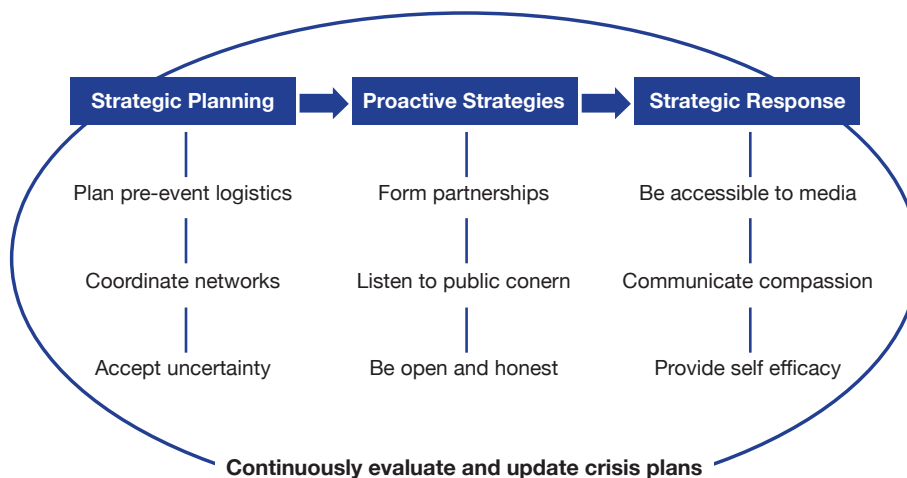 Strategic Planning
Proactive Strategies
Strategic Response
Plan pre-event logistics
Form partnerships
Be accessible to media
Coordinate networks
Listen to public conern
Communicate compassion
Accept uncertainty
Be open and honest
Provide self efficacy
Continuously evaluate and update crisis plans